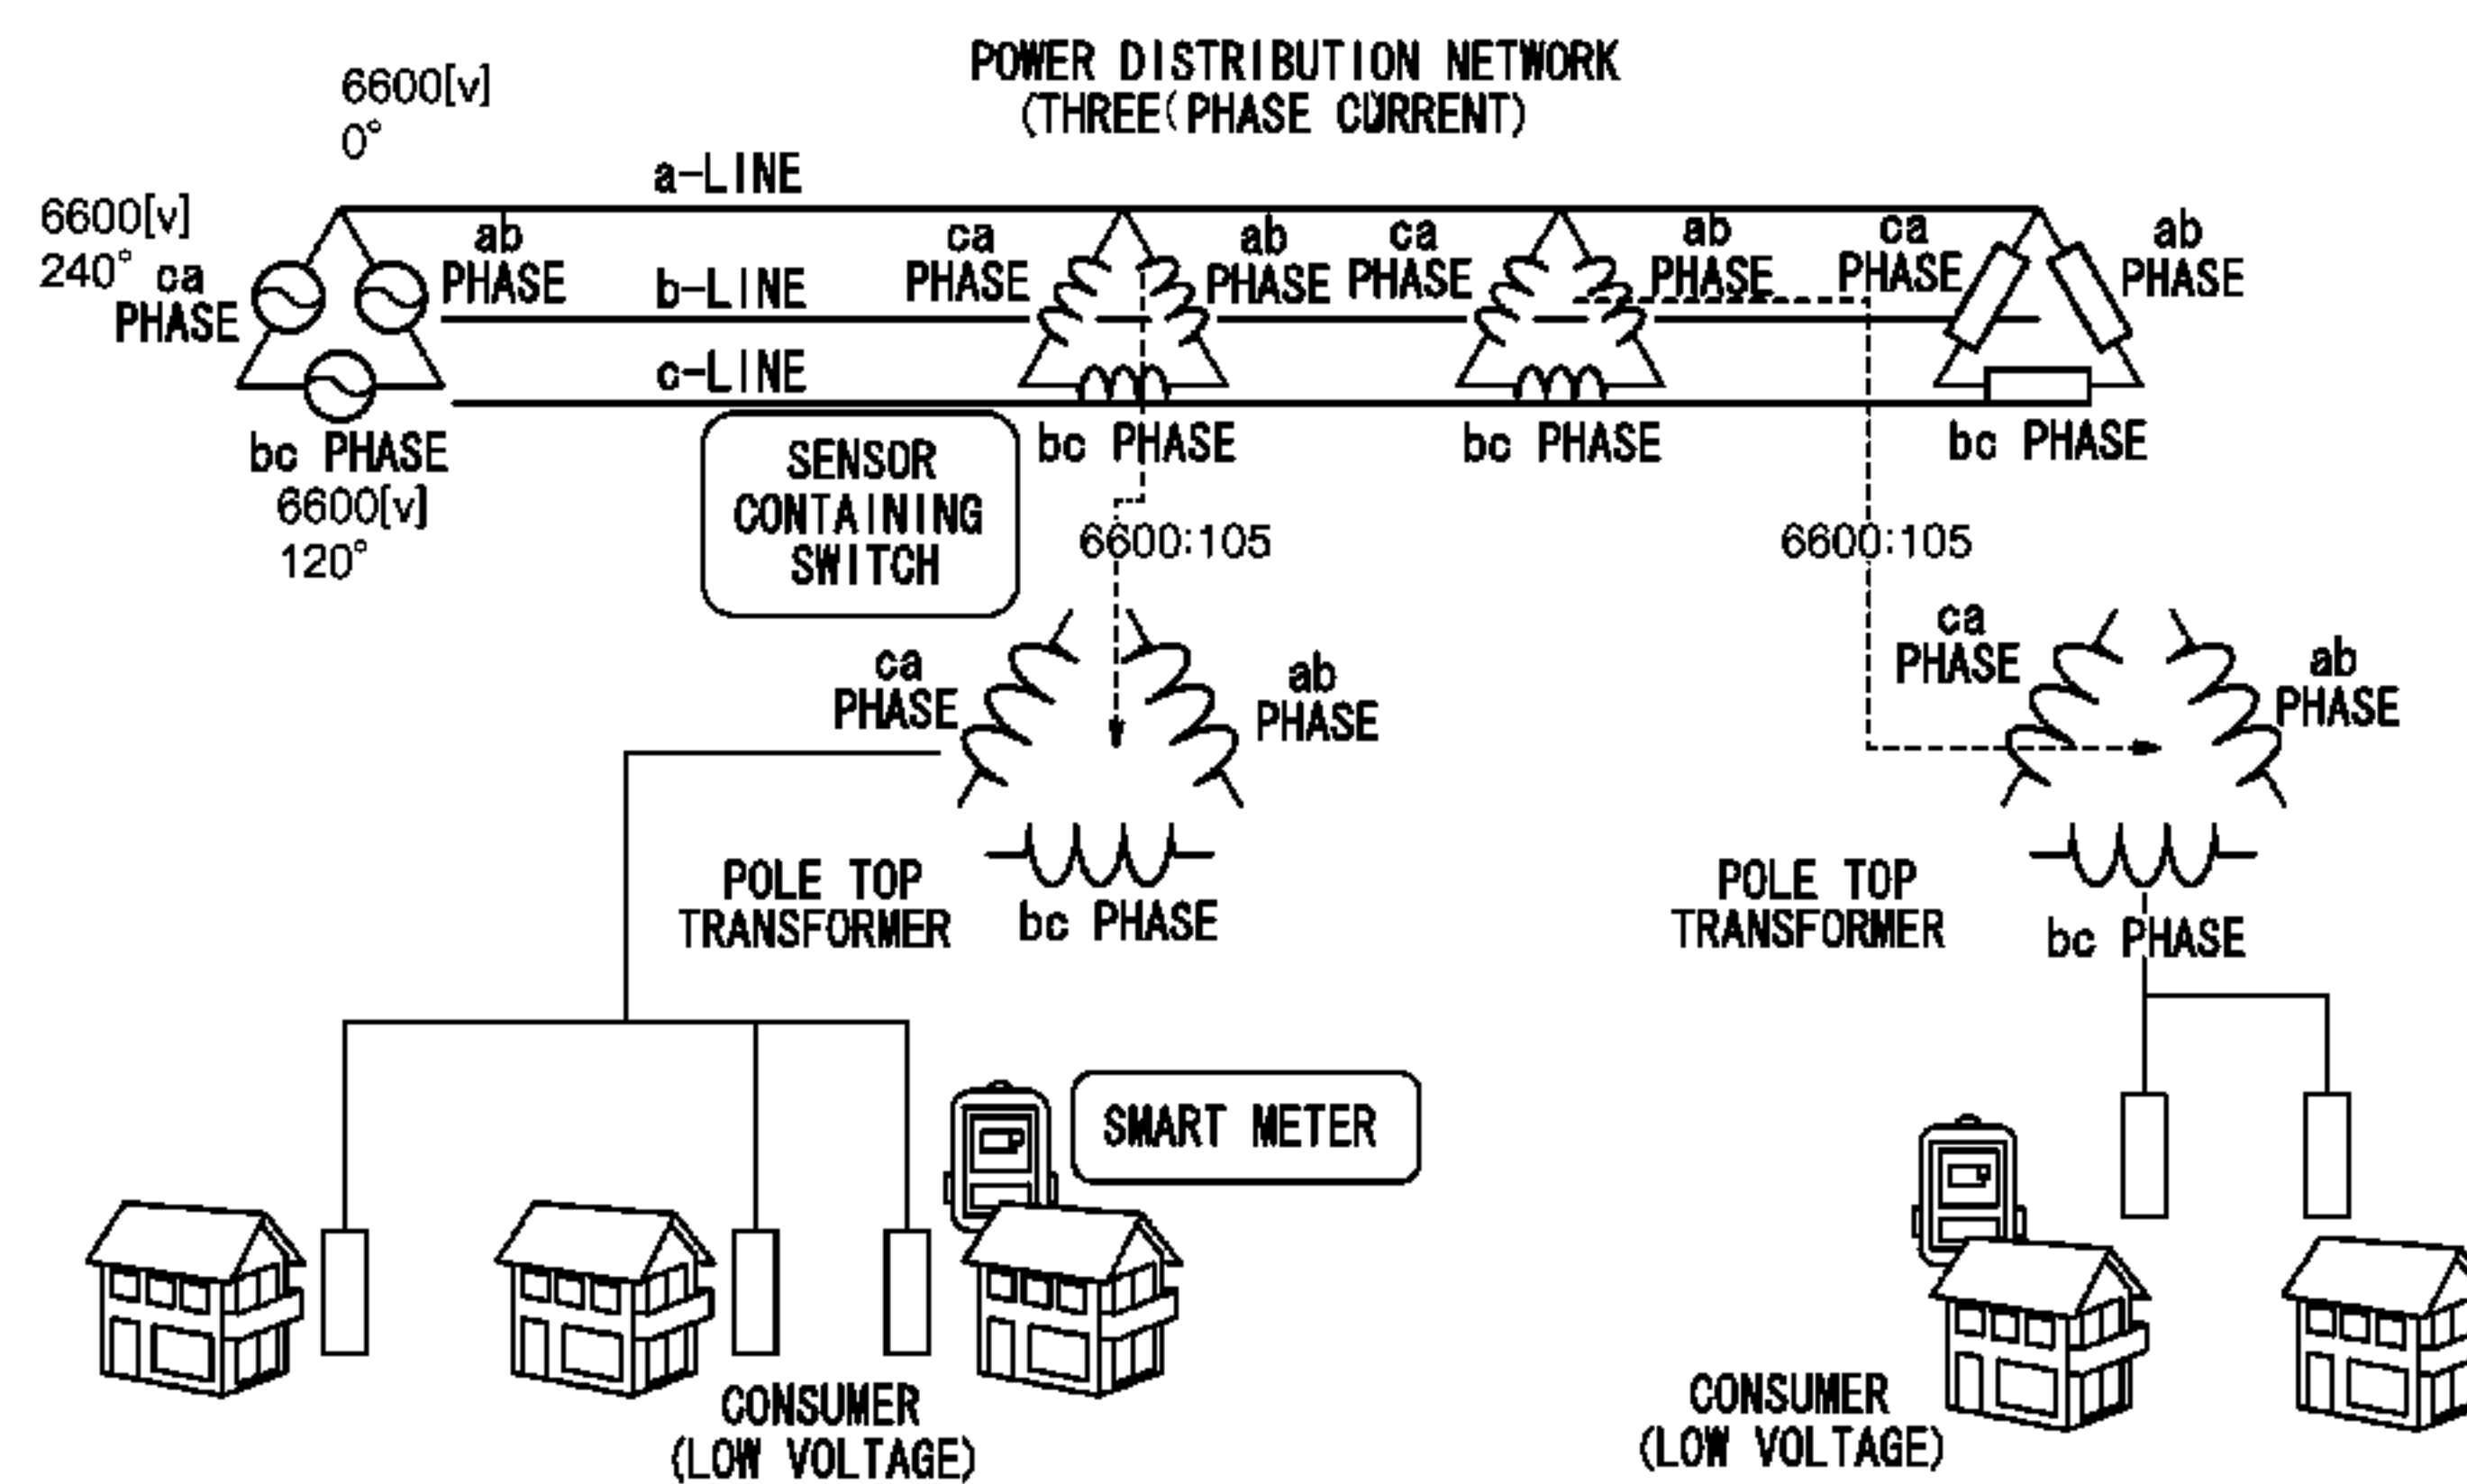 POWER DISTRIBUTION NETWORK
(THREE(PHASE CURRENT)
6600[v]
0°
a-LINE
6600[v]
240°
ca
PHASE
ab
PHASE
b-LINE
ca
PHASE
ab
PHASE
ca
PHASE
ab
PHASE
ca
PHASE
ab
PHASE
c-LINE
bc PHASE
6600[v]
120°
SENSOR
CONTAINING
SWITCH
bc PHASE
bc PHASE
bc PHASE
6600:105
6600:105
ca
PHASE
ab
PHASE
ca
PHASE
ab
PHASE
POLE TOP
TRANSFORMER
bc PHASE
POLE TOP
TRANSFORMER
bc PHASE
SMART METER
CONSUMER
(LOW VOLTAGE)
CONSUMER
(LOW VOLTAGE)